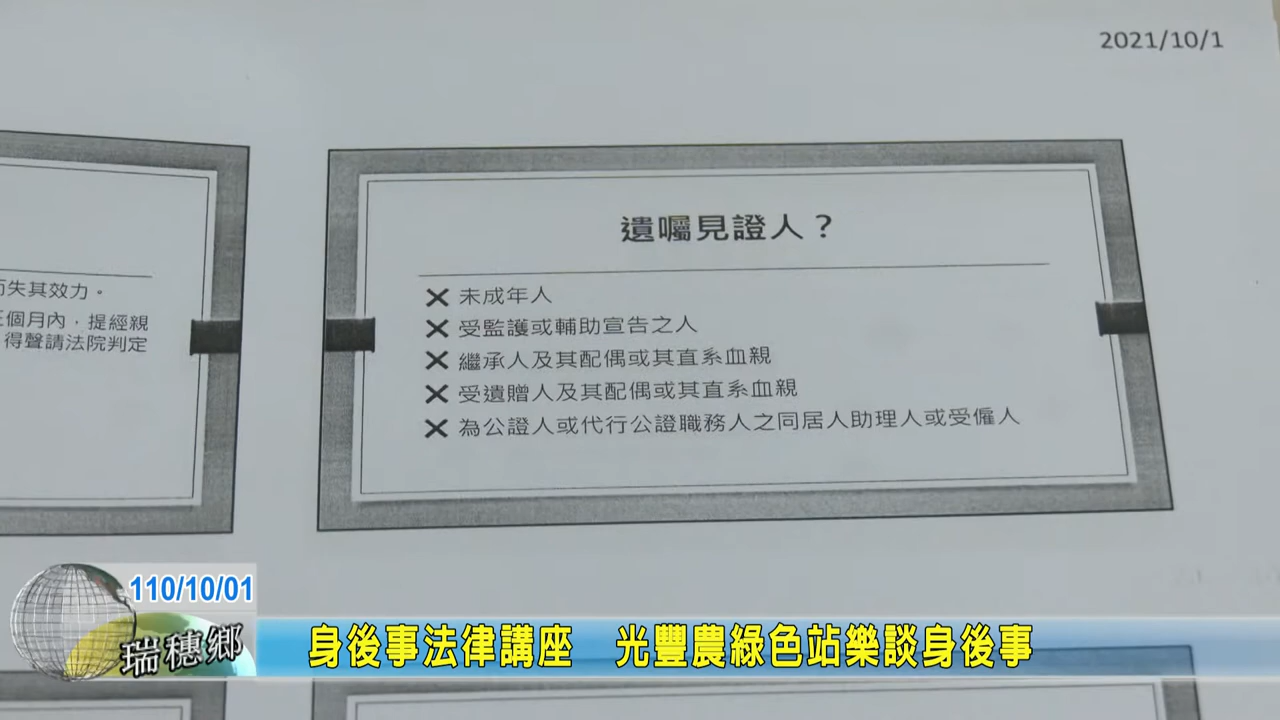 2021/10/1
失其效力。
個月內，提經親
得聲請法院判定
遺囑見證人？
✕ 未成年人
✕ 受監護或輔助宣告之人
✕ 繼承人及其配偶或其直系血親
✕ 受遺贈人及其配偶或其直系血親
✕ 為公證人或代行公證職務人之同居人助理人或受僱人
110/10/01
瑞穗鄉
身後事法律講座 光豐農綠色站樂談身後事